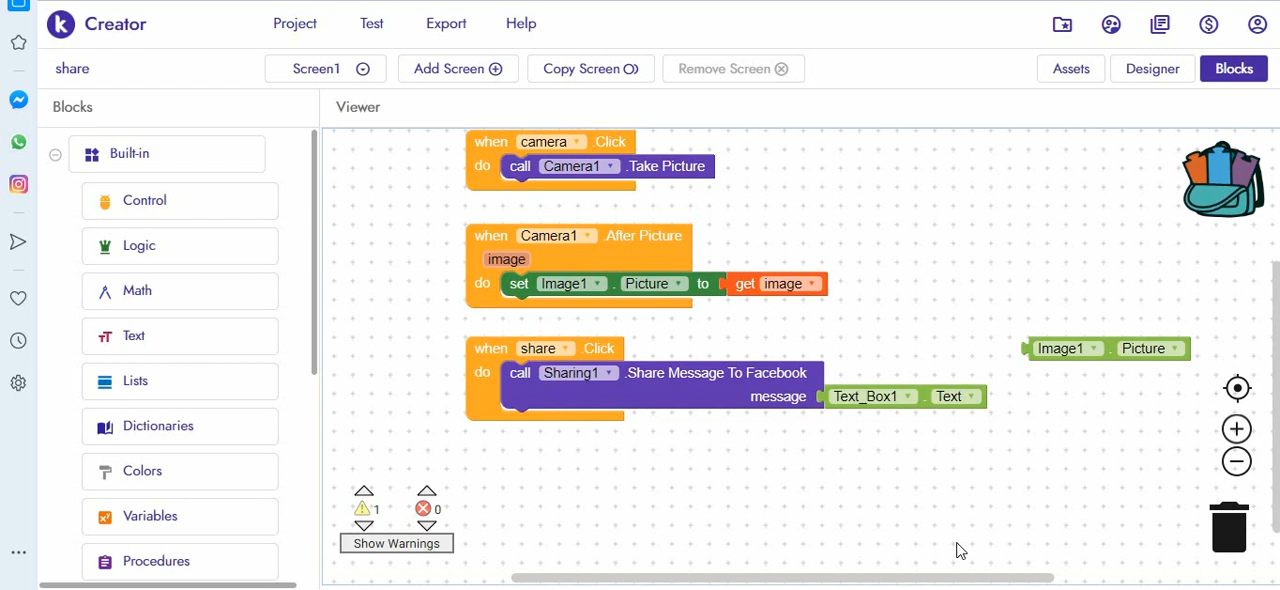 Creator
Project
Test
Export
Help
share
Screen1
Add Screen
Copy Screen
Remove Screen
Assets
Designer
Blocks
Blocks
Viewer
Built-in
Control
Logic
Math
Text
Lists
Dictionaries
Colors
Variables
Procedures
when camera .Click
do call Camera1 .Take Picture
when Camera1 .After Picture
image
do set Image1 . Picture to get image
when share .Click
do call Sharing1 .Share Message To Facebook
message Text_Box1 . Text
Image1 . Picture
1
0
Show Warnings